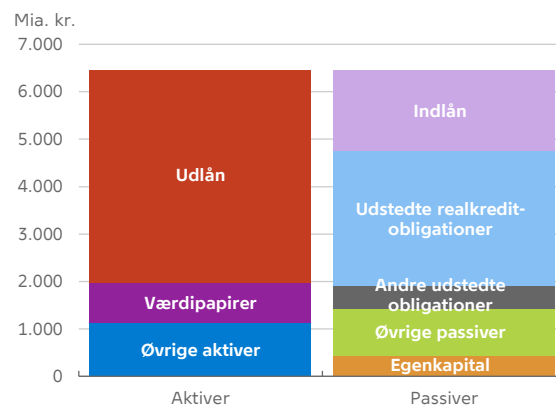 Mia. kr.
7.000
6.000
5.000
4.000
3.000
2.000
1.000
0
Udlån
Værdipapirer
Øvrige aktiver
Indlån
Udstedte realkredit-
obligationer
Andre udstedte
obligationer
Øvrige passiver
Egenkapital
Aktiver
Passiver